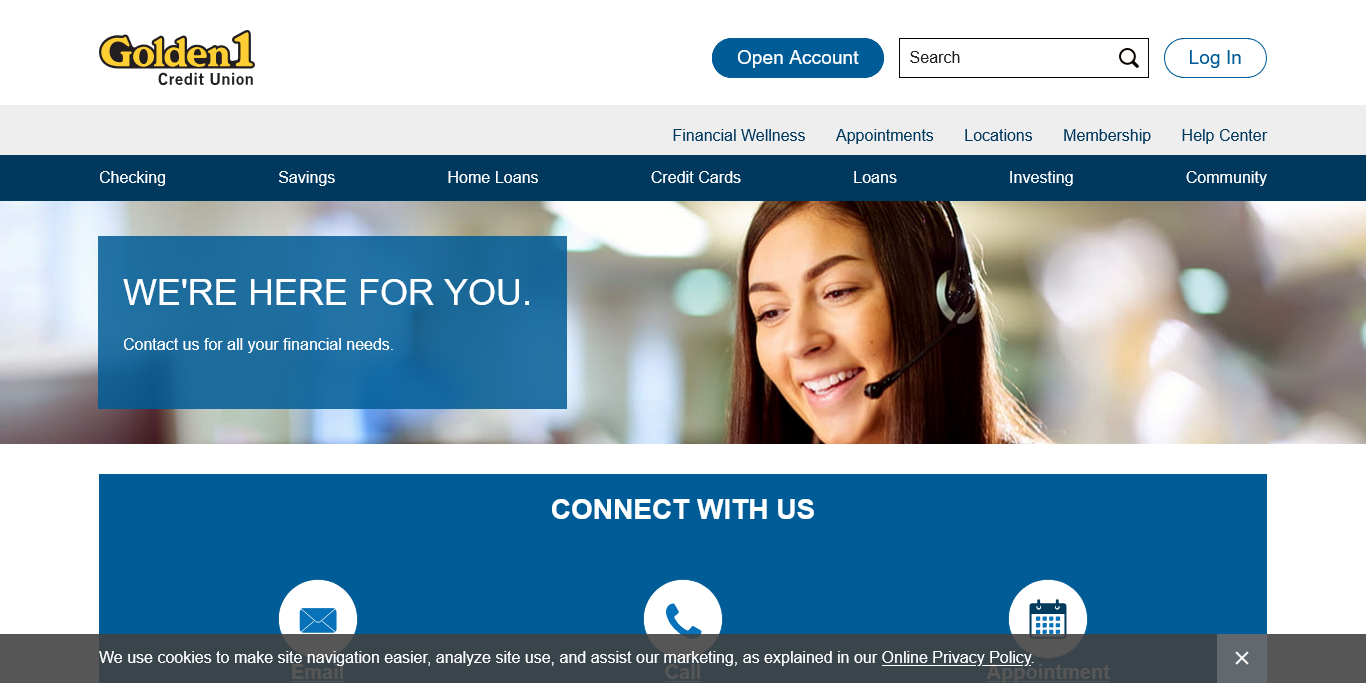 Golden1
Credit Union
Open Account
Search
Log In
Financial Wellness
Appointments
Locations
Membership
Help Center
Checking
Savings
Home Loans
Credit Cards
Loans
Investing
Community
WE'RE HERE FOR YOU.
Contact us for all your financial needs.
CONNECT WITH US
We use cookies to make site navigation easier, analyze site use, and assist our marketing, as explained in our Online Privacy Policy.
Email
Call
Appointment